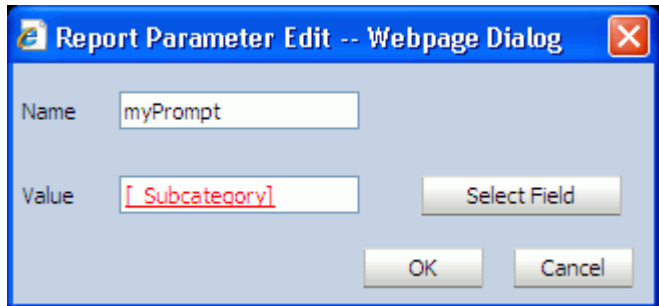 Report Parameter Edit -- Webpage Dialog
Name myPrompt
Value [_Subcategory] Select Field
OK Cancel